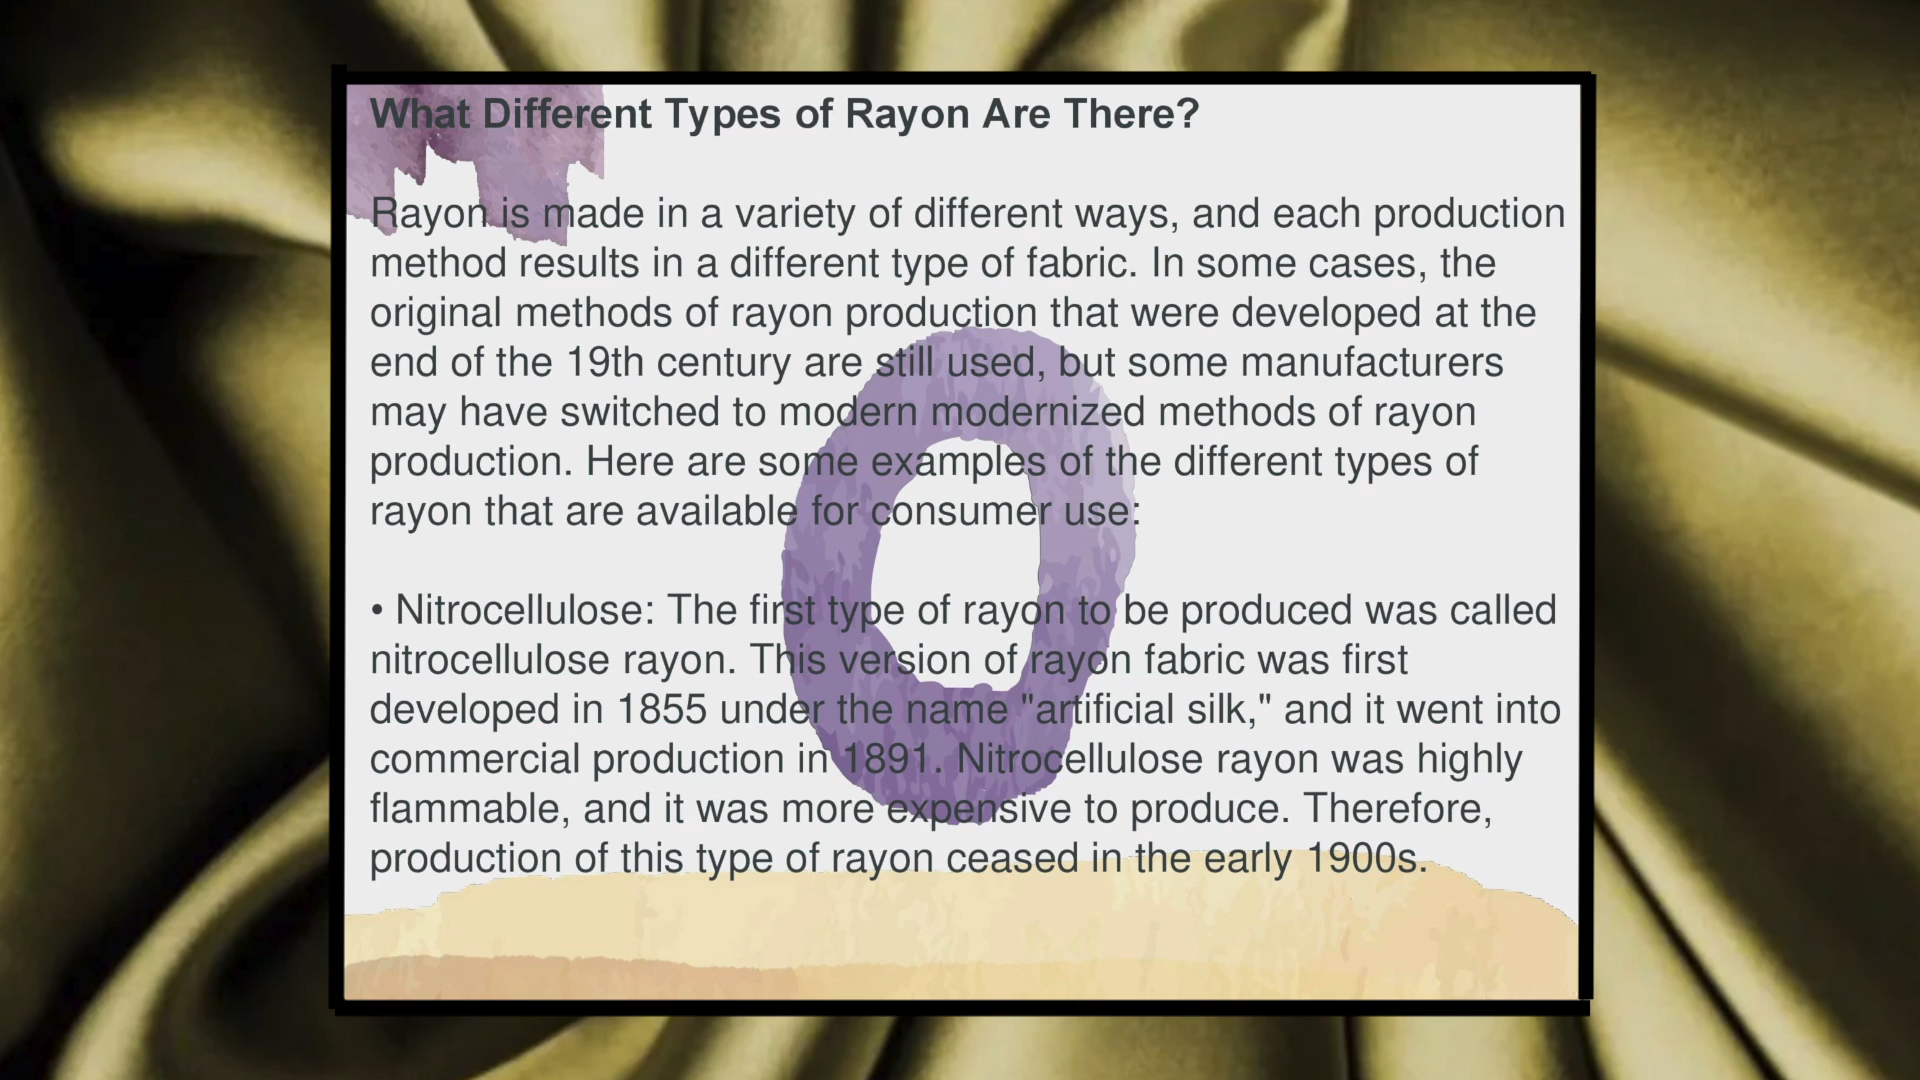 What Different Types of Rayon Are There?
Rayon is made in a variety of different ways, and each production
method results in a different type of fabric. In some cases, the
original methods of rayon production that were developed at the
end of the 19th century are still used, but some manufacturers
may have switched to modern modernized methods of rayon
production. Here are some examples of the different types of
rayon that are available for consumer use:
• Nitrocellulose: The first type of rayon to be produced was called
nitrocellulose rayon. This version of rayon fabric was first
developed in 1855 under the name "artificial silk," and it went into
commercial production in 1891. Nitrocellulose rayon was highly
flammable, and it was more expensive to produce. Therefore,
production of this type of rayon ceased in the early 1900s.